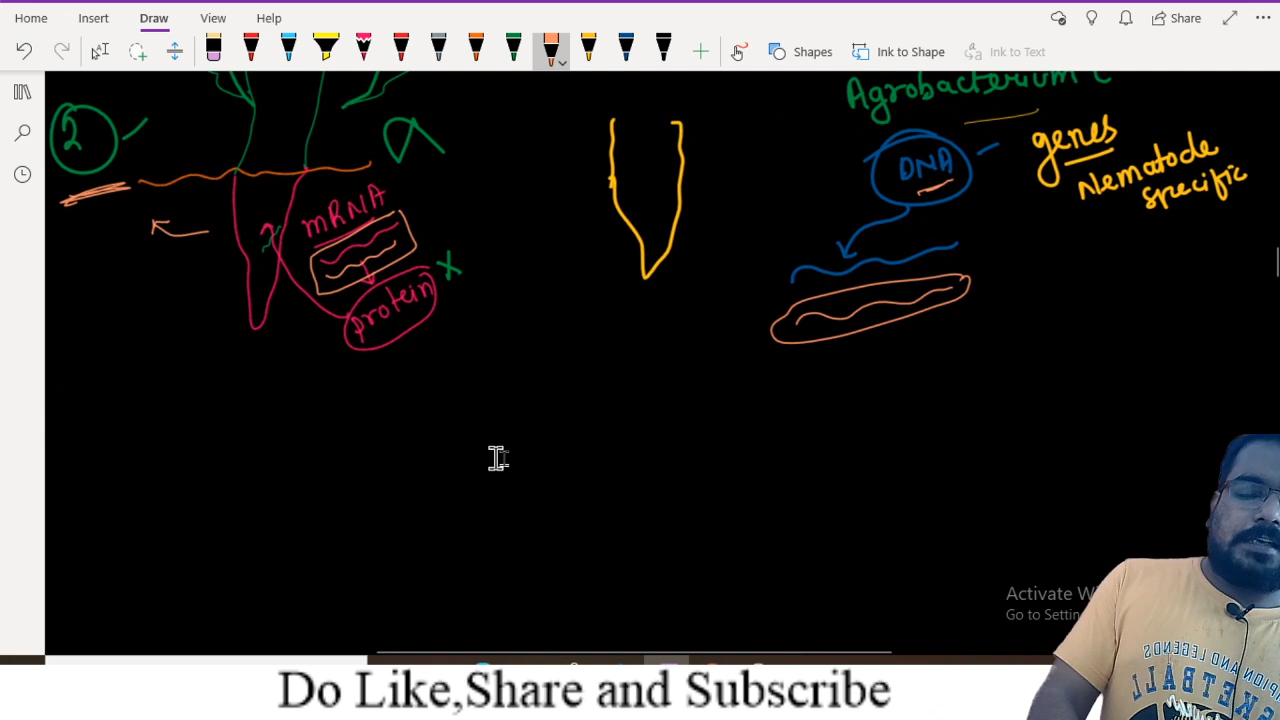 Home Insert Draw View Help Share
Shapes Ink to Shape Ink to Text
Agrobacterium
2
DNA
genes
Nematode
specific
mRNA
protein
Activate W
Go to Settin
BASKETBALL
Do Like,Share and Subscribe